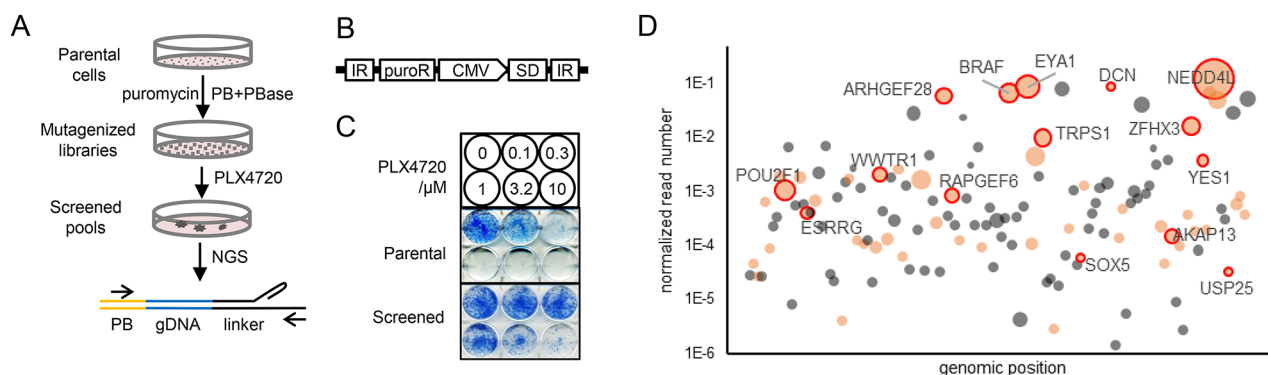 A
Parental
cells
puromycin
PB+PBase
Mutagenized
libraries
PLX4720
Screened
pools
NGS
PB
gDNA
linker
B
IR
puroR
CMV
SD
IR
C
PLX4720
/μM
0
0.1
0.3
1
3.2
10
Parental
Screened
D
normalized read number
1E-1
1E-2
1E-3
1E-4
1E-5
1E-6
ARHGEF28
BRAF
EYA1
DCN
NEDD4L
TRPS1
ZFHX3
POU2F1
WWTR1
RAPGEF6
YES1
ESRRG
AKAP13
SOX5
USP25
genomic position